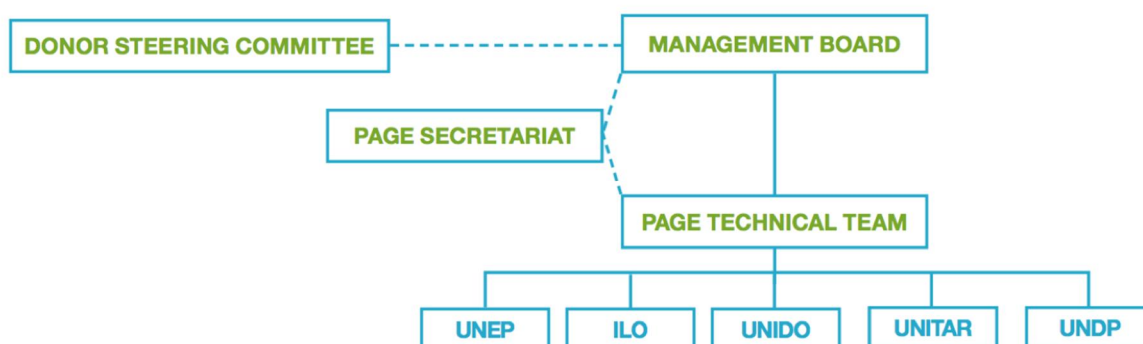 DONOR STEERING COMMITTEE
MANAGEMENT BOARD
PAGE SECRETARIAT
PAGE TECHNICAL TEAM
UNEP
ILO
UNIDO
UNITAR
UNDP